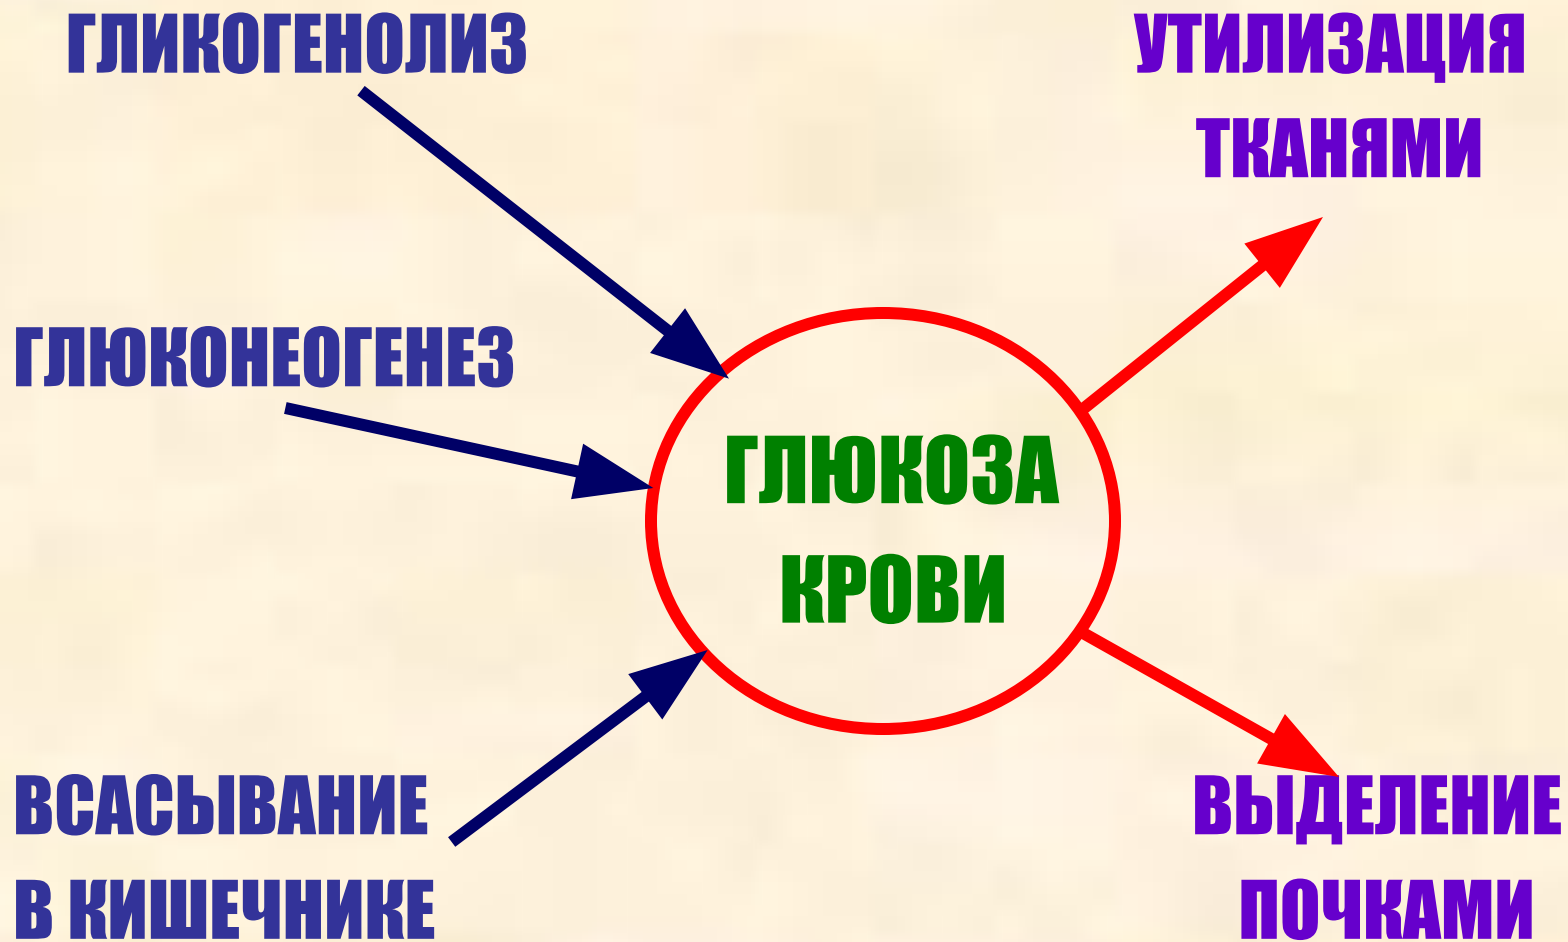 ГЛИКОГЕНОЛИЗ
УТИЛИЗАЦИЯ
ТКАНЯМИ
ГЛЮКОНЕОГЕНЕЗ
ГЛЮКОЗА
КРОВИ
ВСАСЫВАНИЕ
В КИШЕЧНИКЕ
ВЫДЕЛЕНИЕ
ПОЧКАМИ